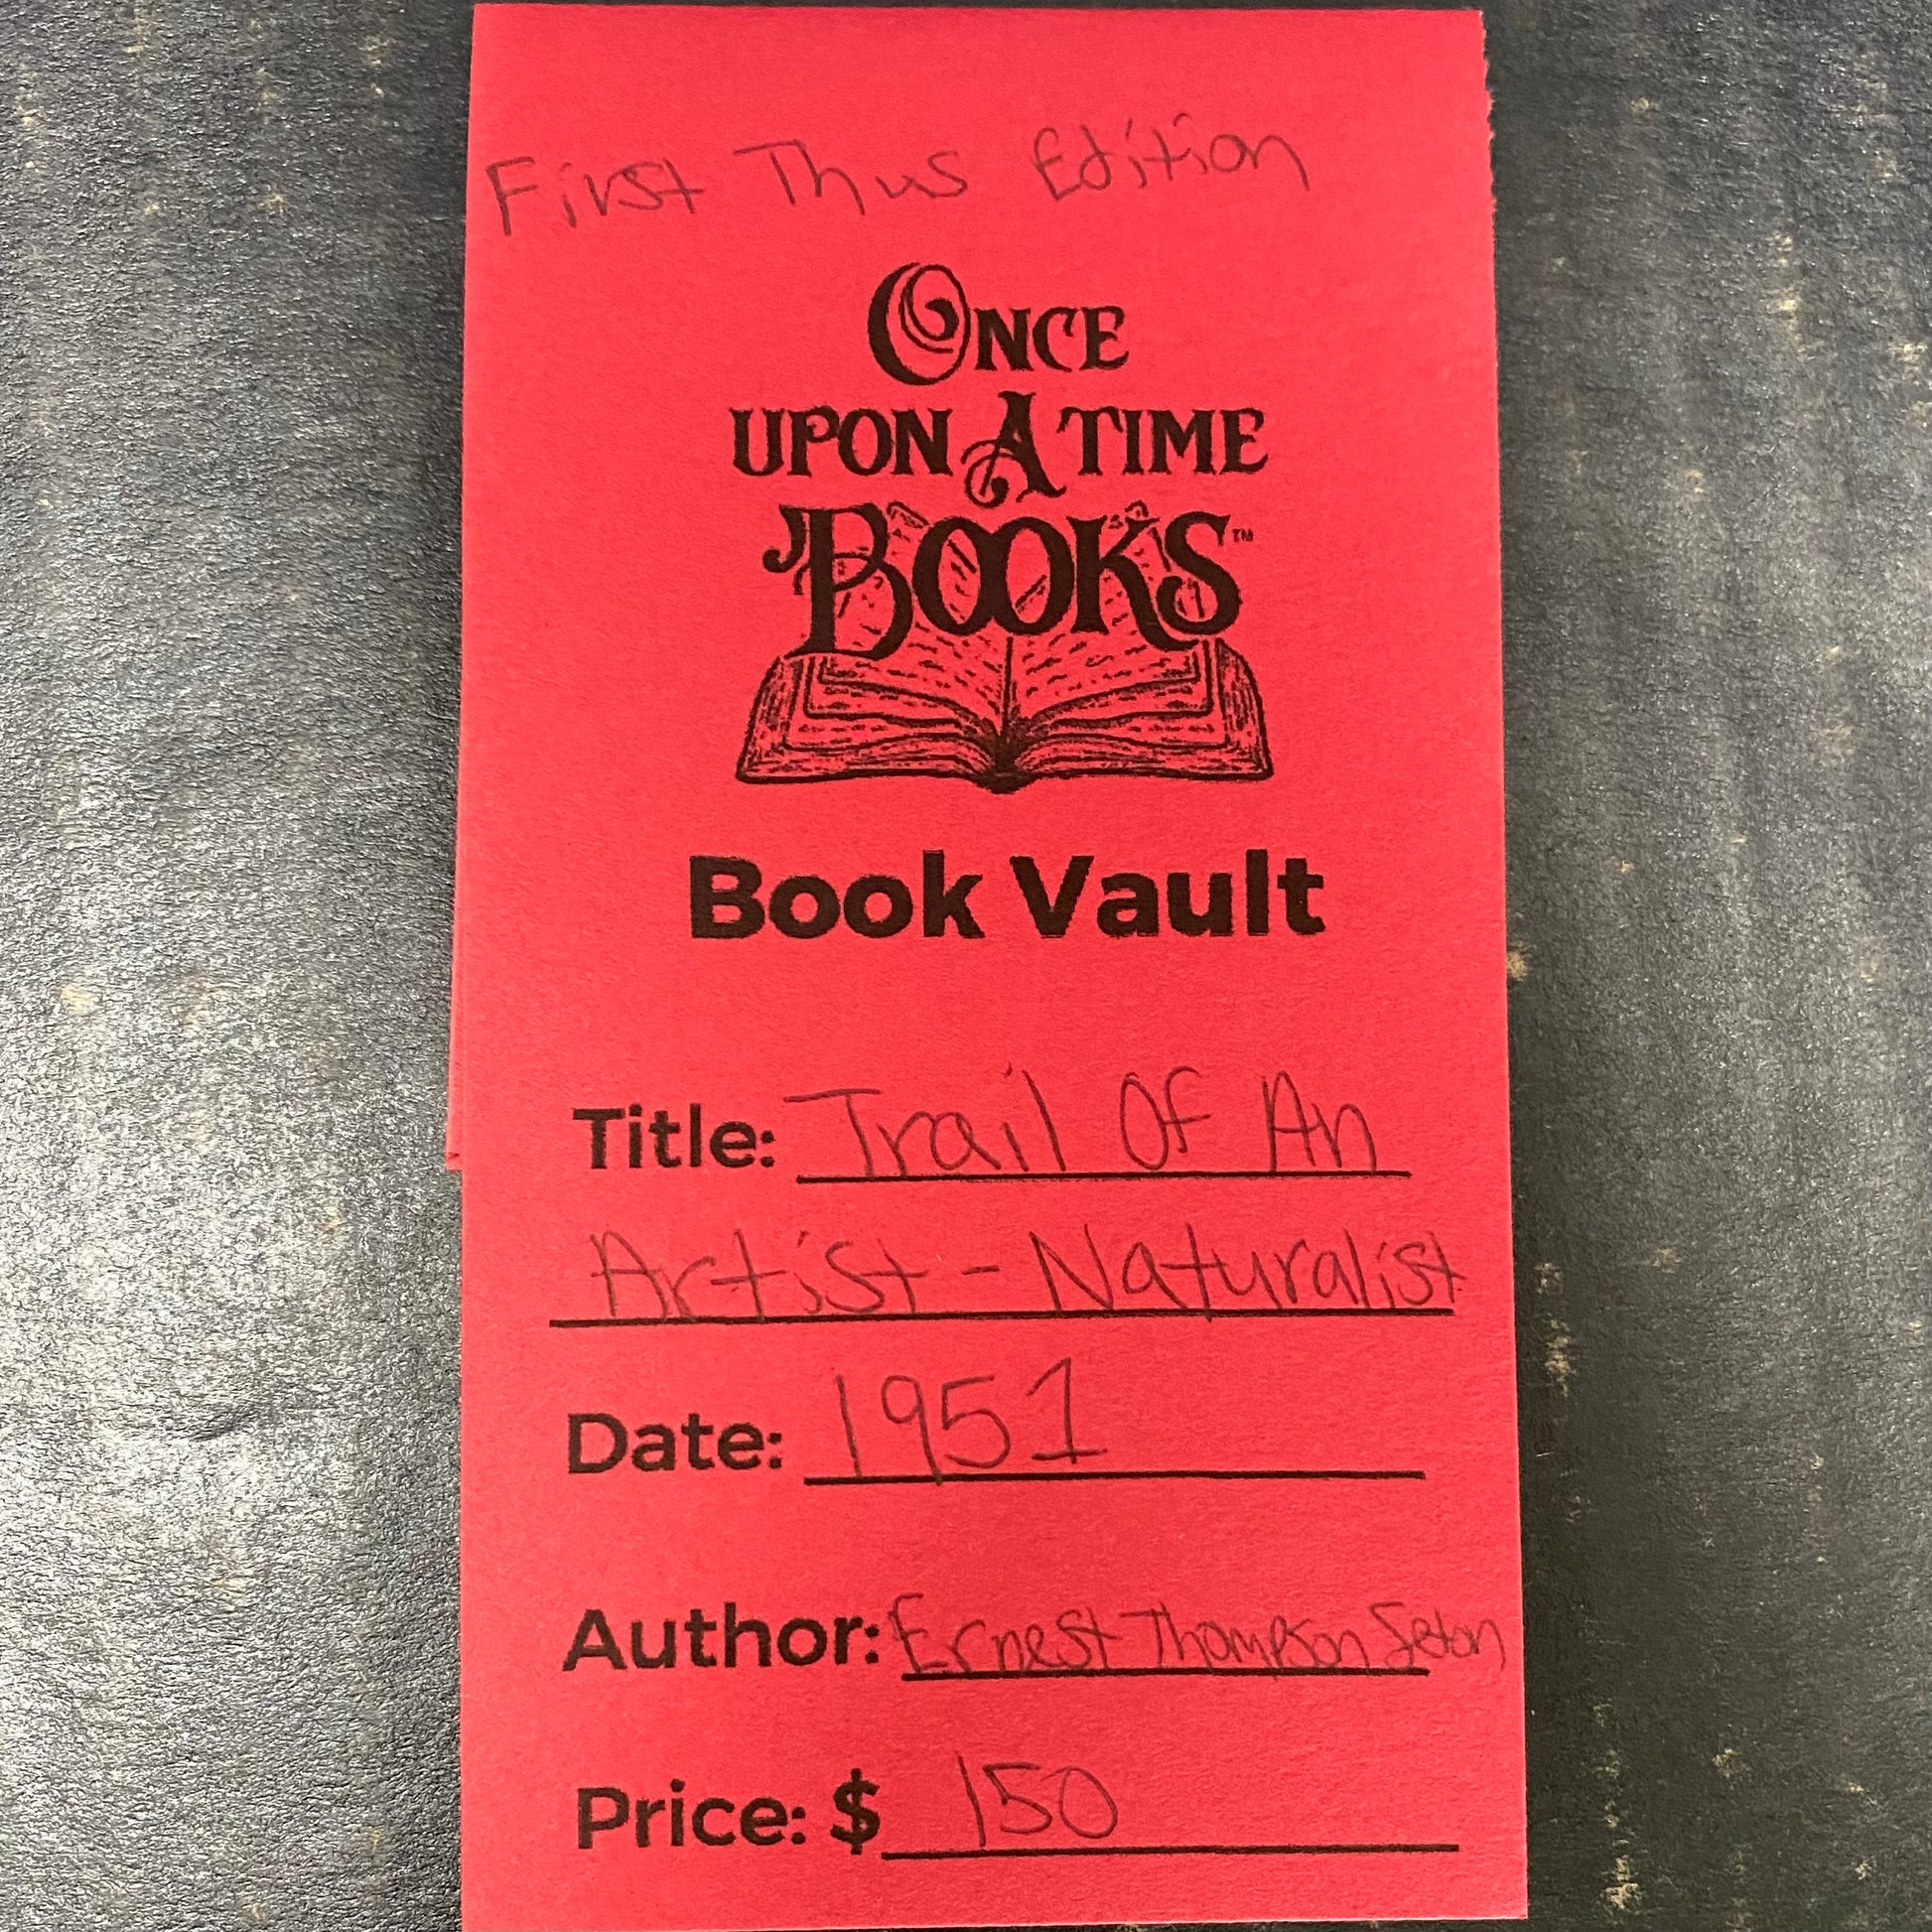 First Thus Edition
ONCE
UPON A TIME
BOOKS™
Book Vault
Title: Trail Of An
Artist - Naturalist
Date: 1951
Author: Ernest Thompson Seton
Price: $ 150